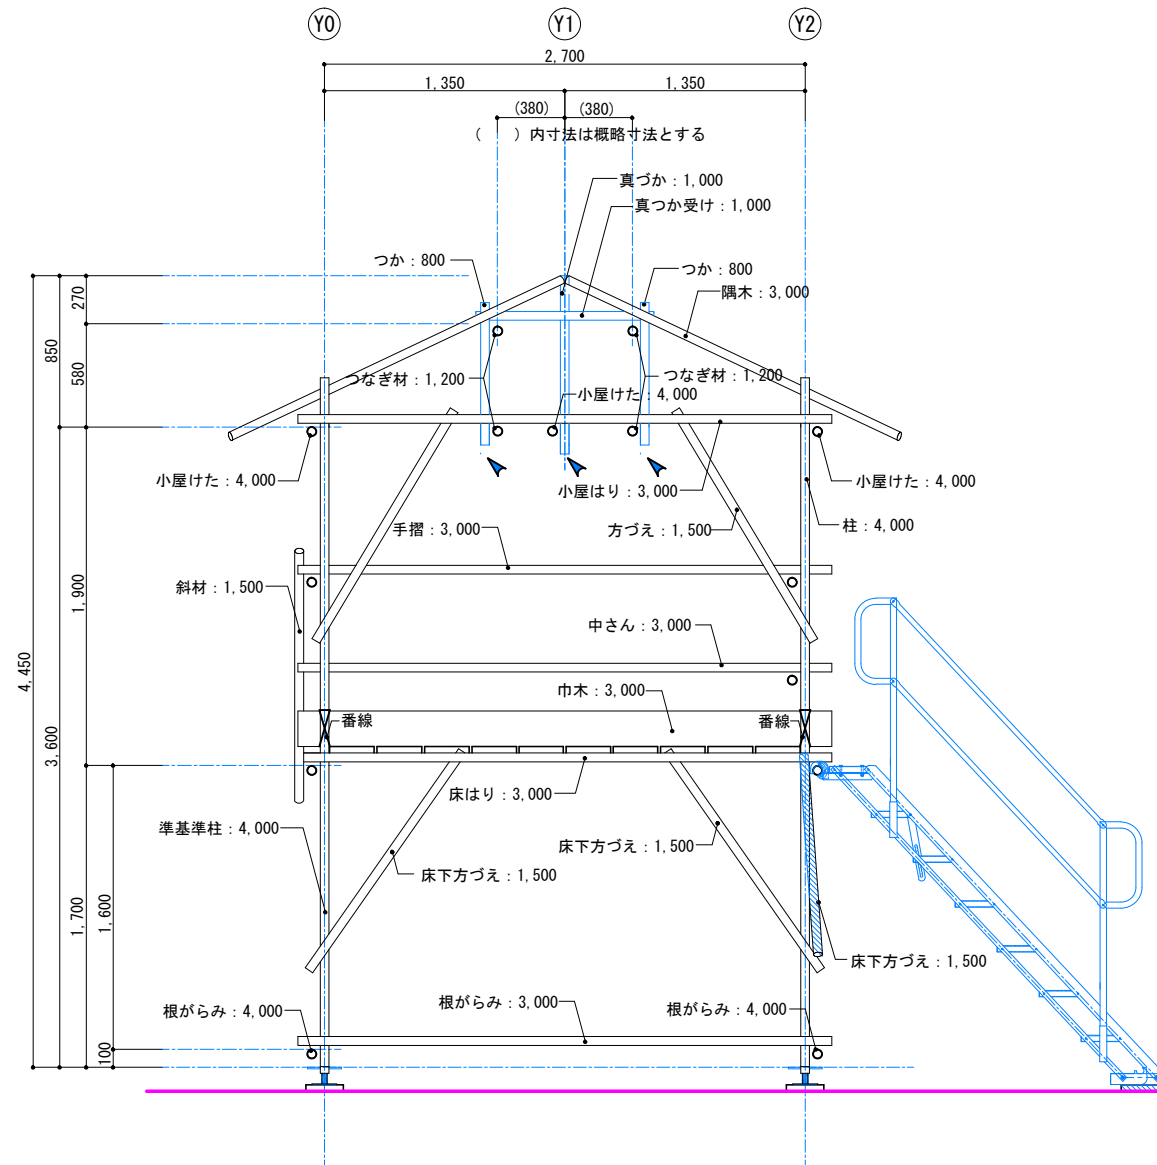 Y0 Y1 Y2
2,700
1,350 1,350
(380) (380)
（　　）内寸法は概略寸法とする
真づか：1,000
真つか受け：1,000
つか：800
つか：800
隅木：3,000
270
850
580
つなぎ材：1,200
つなぎ材：1,200
小屋けた：4,000
小屋けた：4,000
小屋はり：3,000
小屋けた：4,000
手摺：3,000
方づえ：1,500
柱：4,000
斜材：1,500
1,900
中さん：3,000
4,450
巾木：3,000
番線
番線
3,600
床はり：3,000
準基準柱：4,000
床下方づえ：1,500
床下方づえ：1,500
1,700
1,600
床下方づえ：1,500
根がらみ：4,000
根がらみ：3,000
根がらみ：4,000
100